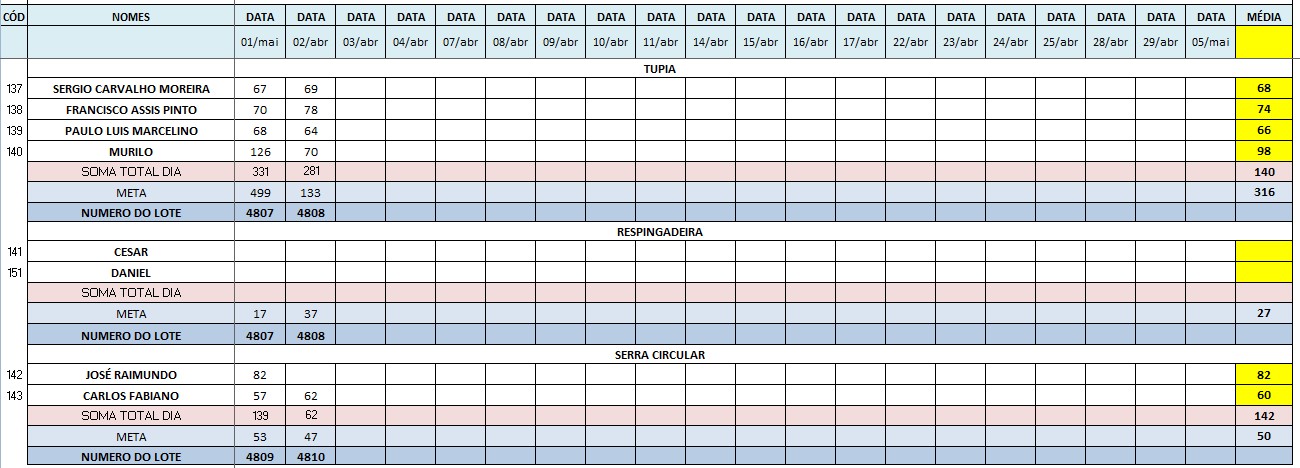 CÓD NOMES DATA DATA DATA DATA DATA DATA DATA DATA DATA DATA DATA DATA DATA DATA DATA DATA DATA DATA DATA DATA MÉDIA
01/mai 02/abr 03/abr 04/abr 07/abr 08/abr 09/abr 10/abr 11/abr 14/abr 15/abr 16/abr 17/abr 22/abr 23/abr 24/abr 25/abr 28/abr 29/abr 05/mai
TUPIA
137 SERGIO CARVALHO MOREIRA 67 69 68
138 FRANCISCO ASSIS PINTO 70 78 74
139 PAULO LUIS MARCELINO 68 64 66
140 MURILO 126 70 98
SOMA TOTAL DIA 331 281 140
META 499 133 316
NUMERO DO LOTE 4807 4808
RESPINGADEIRA
141 CESAR
151 DANIEL
SOMA TOTAL DIA
META 17 37 27
NUMERO DO LOTE 4807 4808
SERRA CIRCULAR
142 JOSÉ RAIMUNDO 82 82
143 CARLOS FABIANO 57 62 60
SOMA TOTAL DIA 139 62 142
META 53 47 50
NUMERO DO LOTE 4809 4810